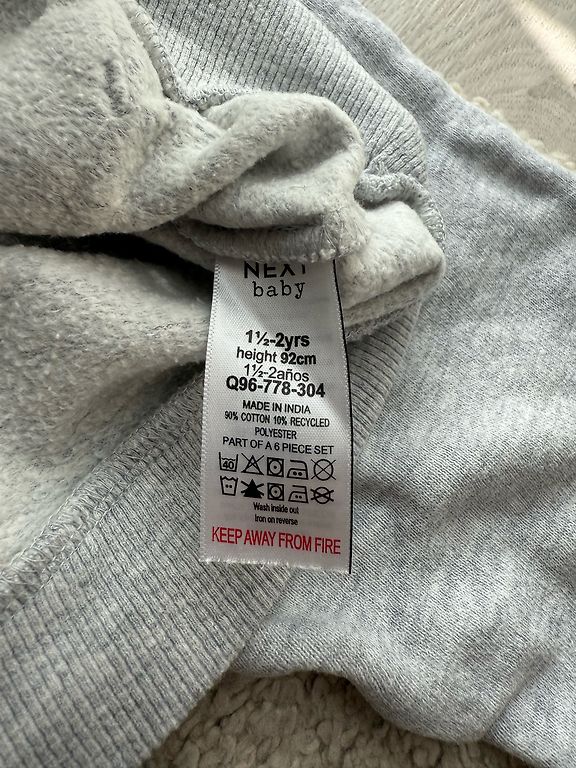 NEXT
baby
1½-2yrs
height 92cm
1½-2años
Q96-778-304
MADE IN INDIA
90% COTTON 10% RECYCLED
POLYESTER
PART OF A 6 PIECE SET
40
Wash inside out
Iron on reverse
KEEP AWAY FROM FIRE